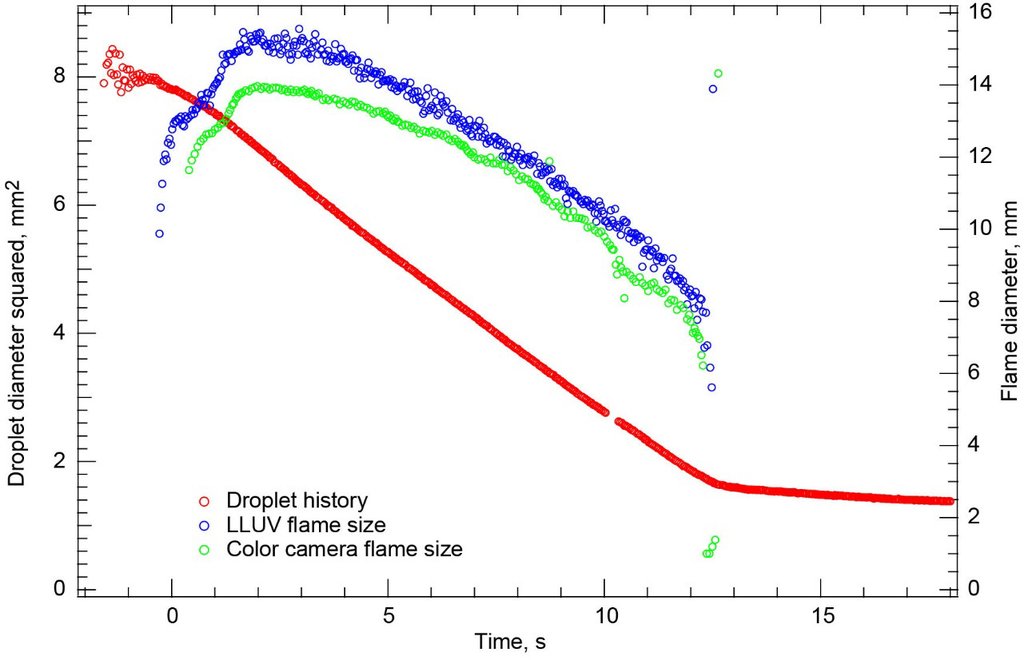 Droplet diameter squared, mm2
8
6
4
2
0
16
14
12
10
8
6
4
2
0
Flame diameter, mm
Droplet history
LLUV flame size
Color camera flame size
0 5 10 15
Time, s